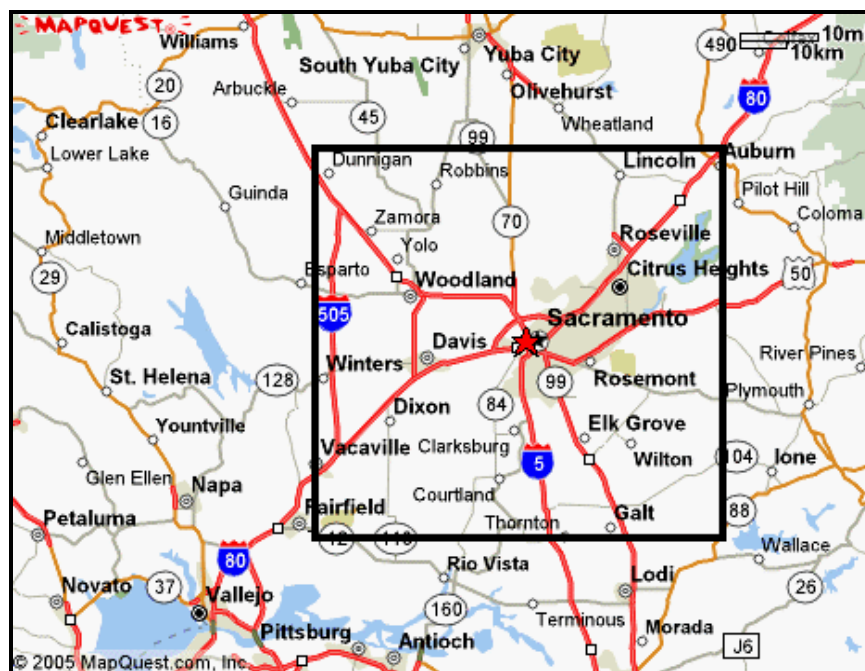 MAPQUEST
Williams
Yuba City
490
10m
10km
South Yuba City
20
Arbuckle
Olivehurst
80
16
45
99
Wheatland
Clearlake
Lower Lake
Dunnigan
Robbins
Lincoln
Auburn
Guinda
70
Pilot Hill
Zamora
Coloma
Middletown
Yolo
Roseville
29
Esparto
Woodland
Citrus Heights
50
505
Sacramento
Calistoga
Davis
River Pines
St. Helena
128
Winters
99
Rosemont
Plymouth
Dixon
84
Yountville
Elk Grove
Clarksburg
Vacaville
Wilton
104
Ione
Glen Ellen
5
Napa
Courtland
Fairfield
88
Petaluma
Thornton
Galt
12
113
80
Rio Vista
Wallace
Novato
37
Lodi
26
Vallejo
160
Terminous
Pittsburg
Morada
Antioch
J6
© 2005 MapQuest.com, Inc.